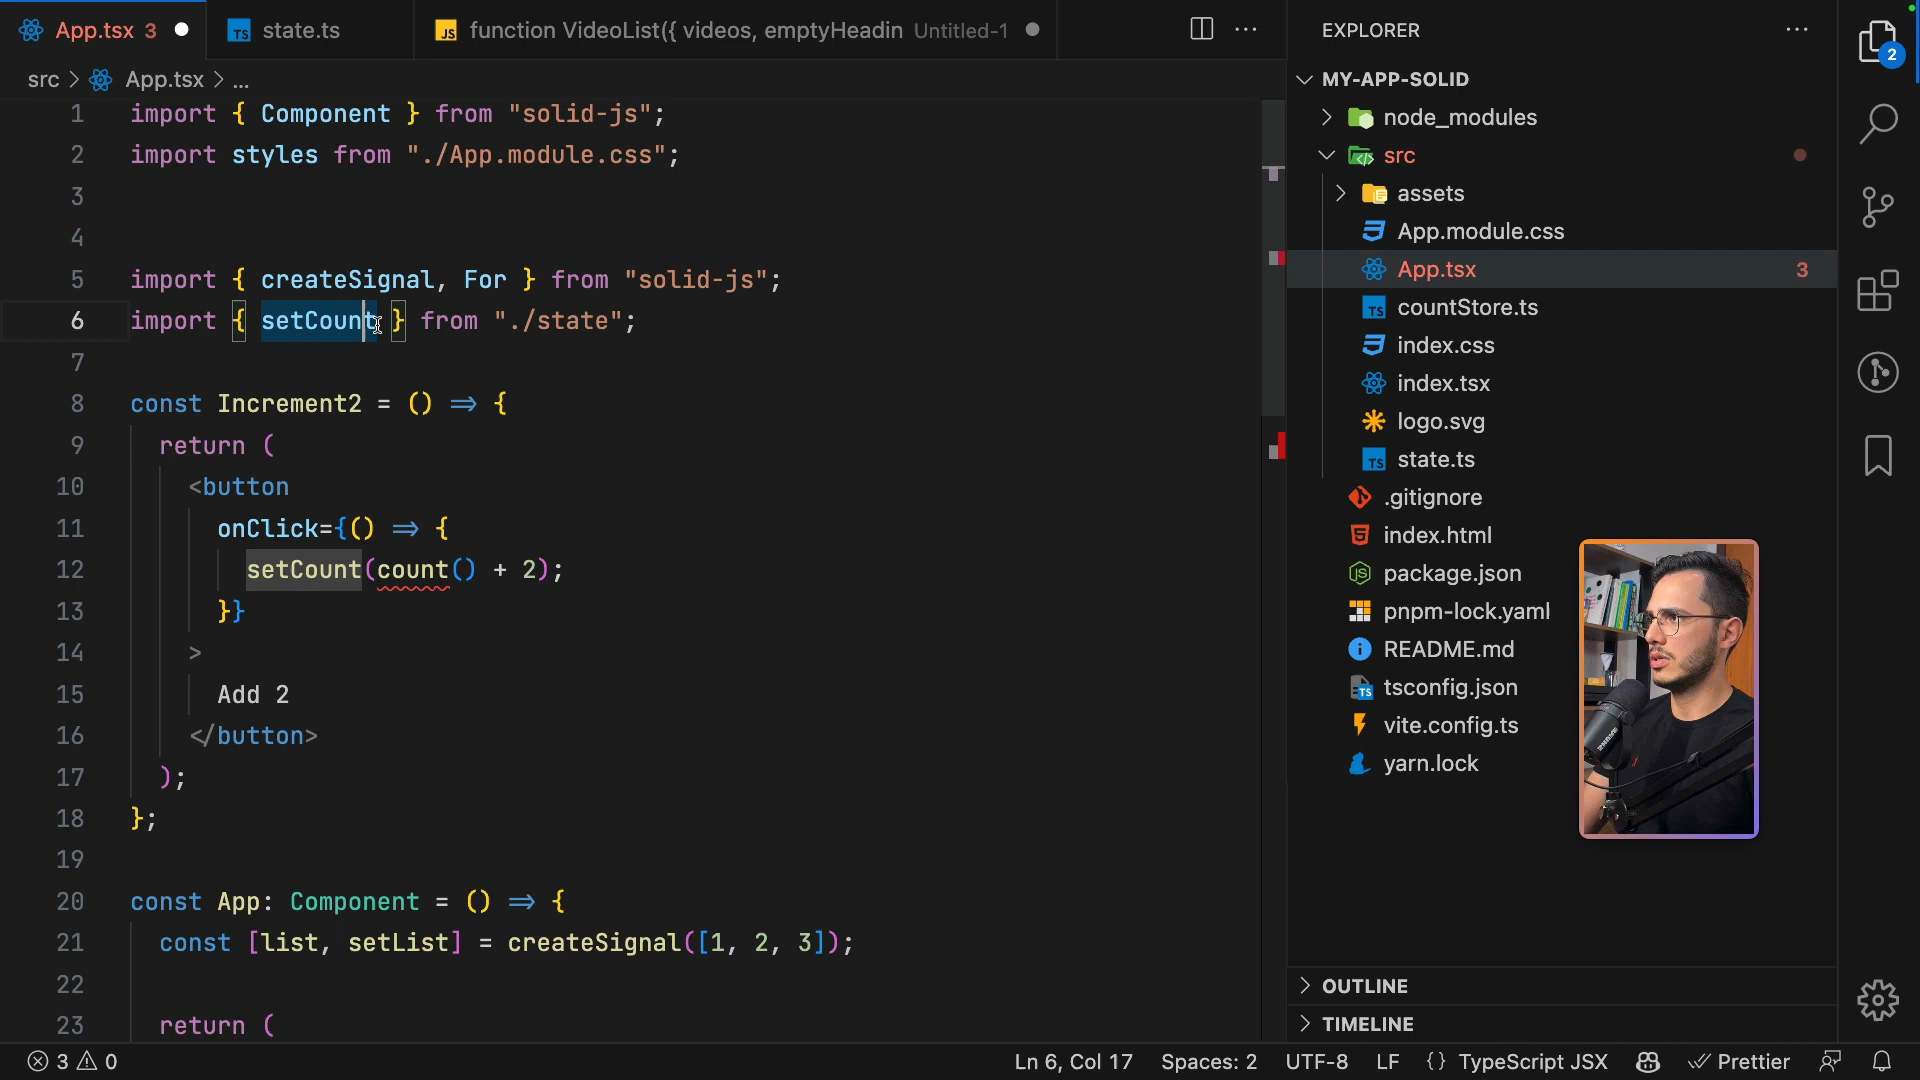 App.tsx 3
state.ts
function VideoList({ videos, emptyHeadin Untitled-1
src > App.tsx > ...
1 import { Component } from "solid-js";
2 import styles from "./App.module.css";
3
4
5 import { createSignal, For } from "solid-js";
6 import { setCount } from "./state";
7
8 const Increment2 = () => {
9 return (
10 <button
11 onClick={() => {
12 setCount(count() + 2);
13 }}
14 >
15 Add 2
16 </button>
17 );
18 };
19
20 const App: Component = () => {
21 const [list, setList] = createSignal([1, 2, 3]);
22
23 return (
EXPLORER
MY-APP-SOLID
node_modules
src
assets
App.module.css
App.tsx 3
countStore.ts
index.css
index.tsx
logo.svg
state.ts
.gitignore
index.html
package.json
pnpm-lock.yaml
README.md
tsconfig.json
vite.config.ts
yarn.lock
OUTLINE
TIMELINE
2
3 0
Ln 6, Col 17
Spaces: 2
UTF-8
LF
{} TypeScript JSX
Prettier